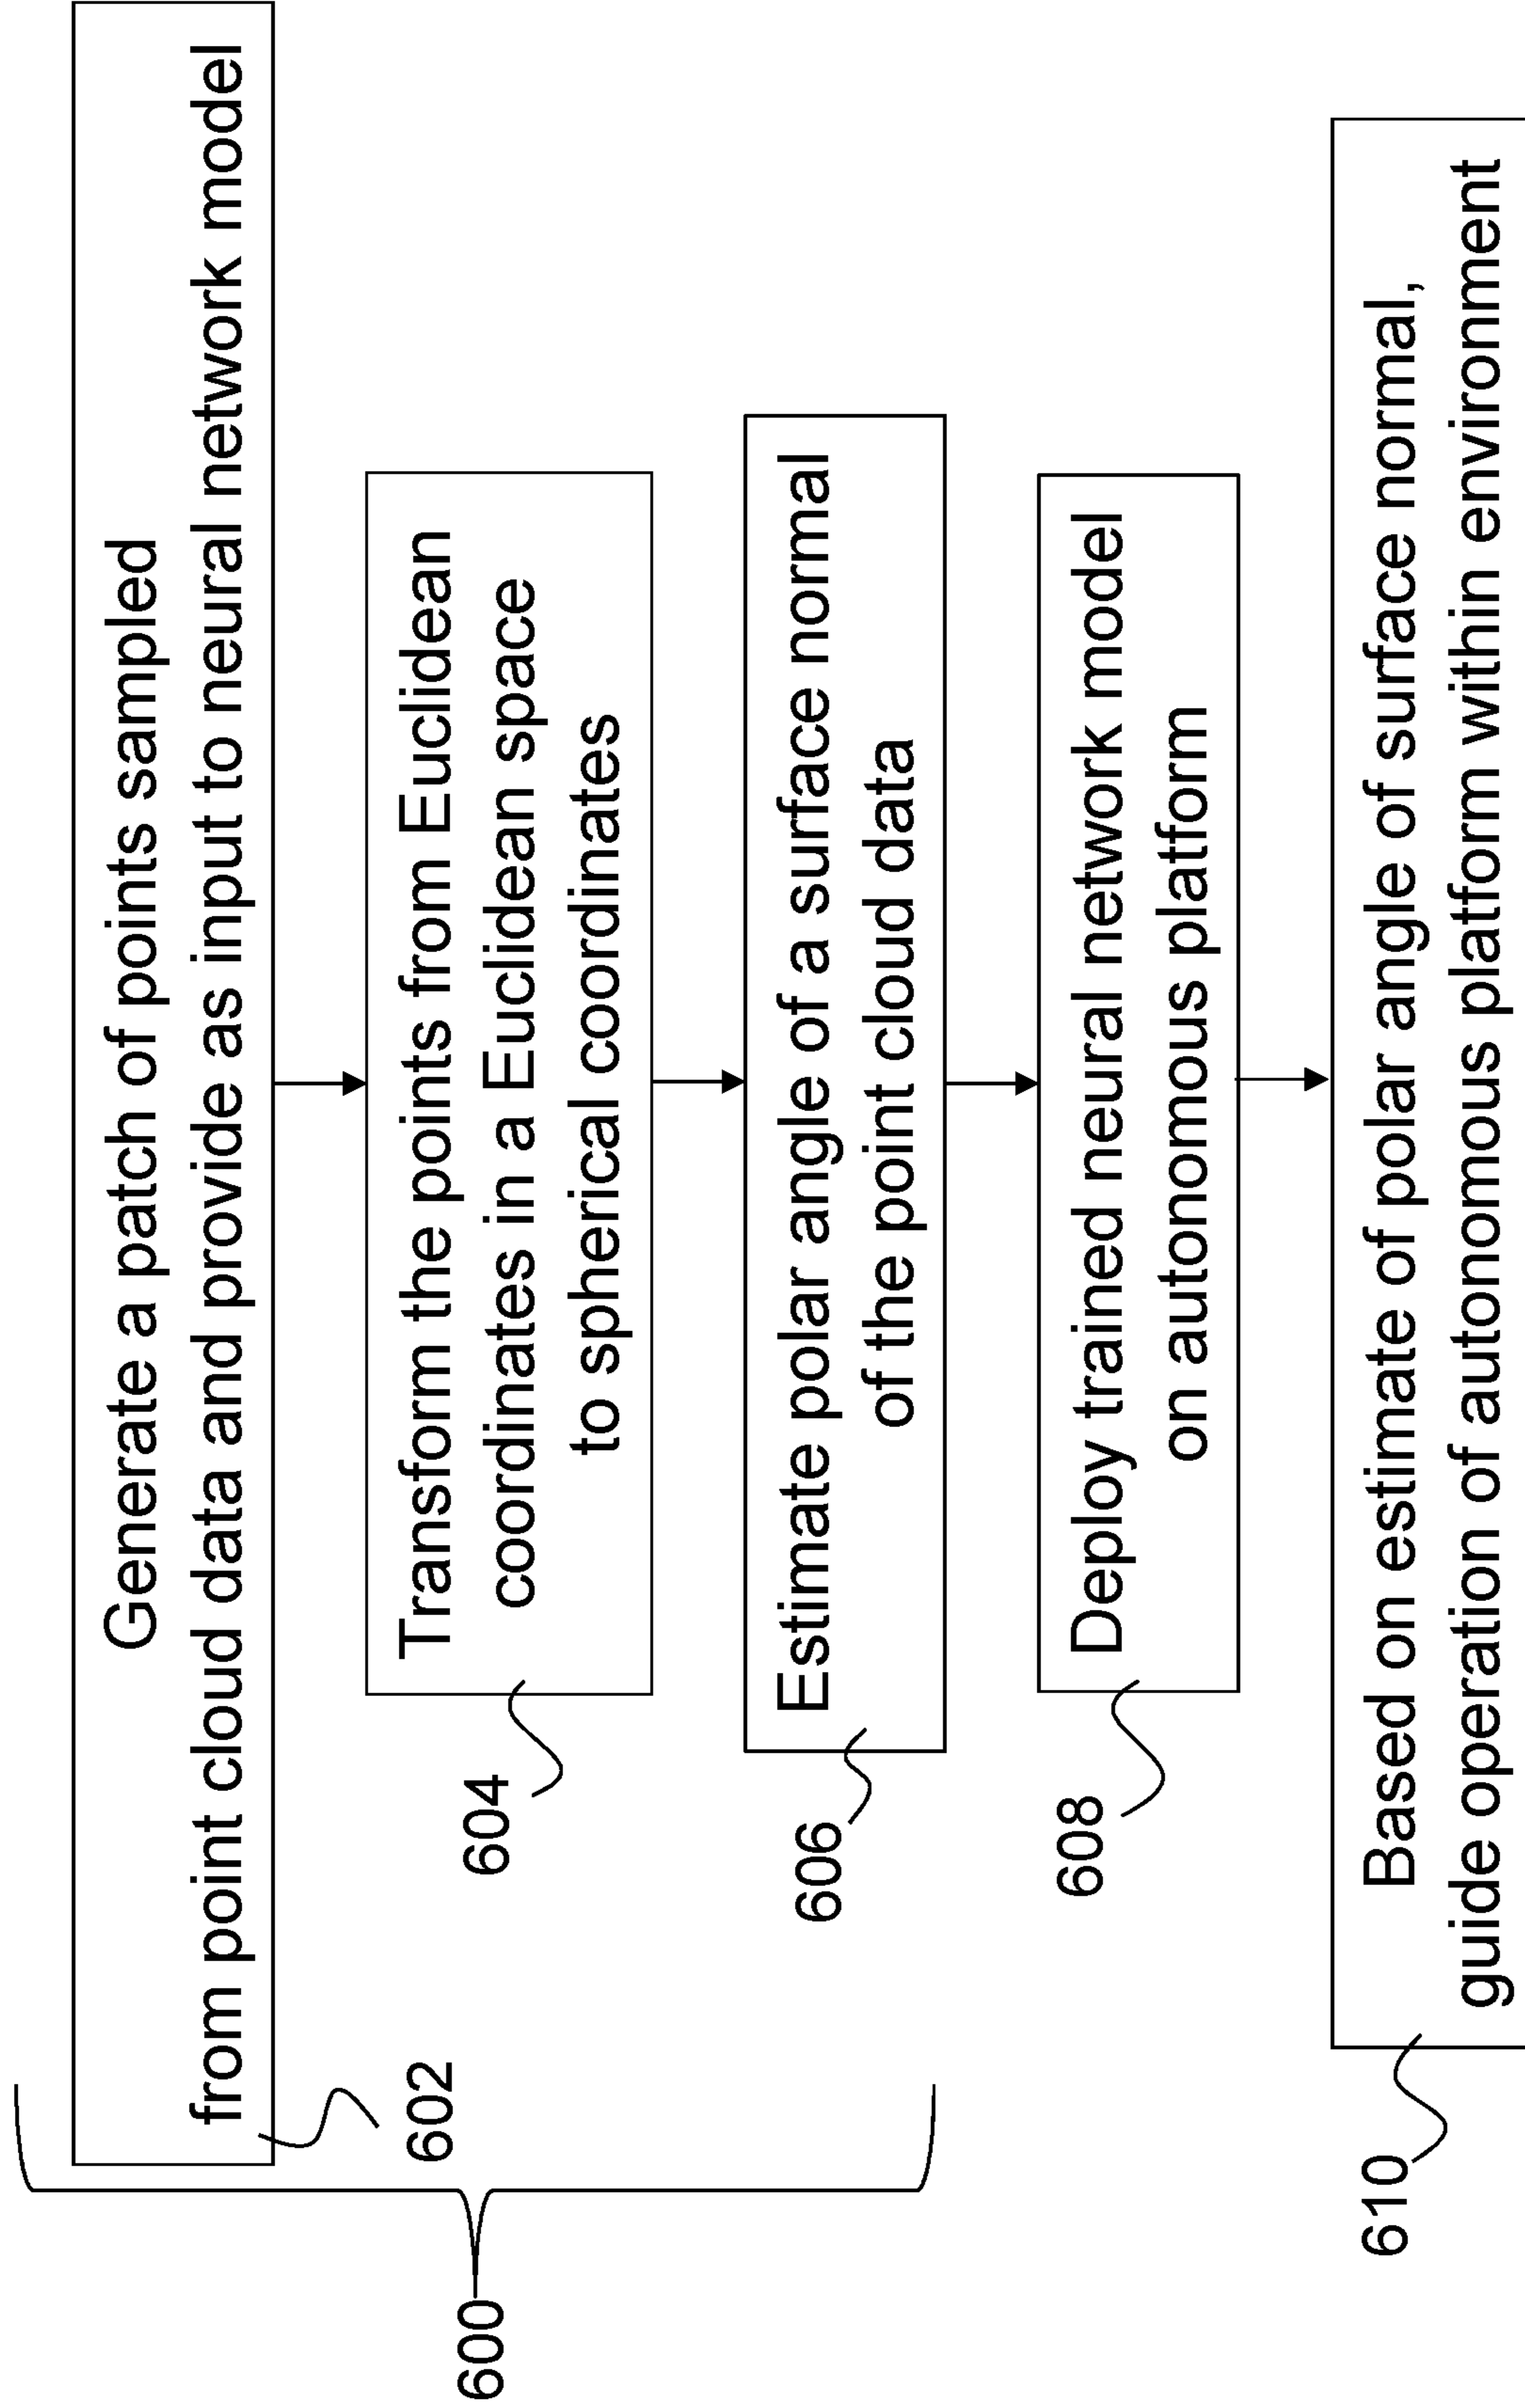 Generate a patch of points sampled
from point cloud data and provide as input to neural network model
602
600
Transform the points from Euclidean
coordinates in a Euclidean space
to spherical coordinates
604
Estimate polar angle of a surface normal
of the point cloud data
606
Deploy trained neural network model
on autonomous platform
608
Based on estimate of polar angle of surface normal,
guide operation of autonomous platform within environment
610